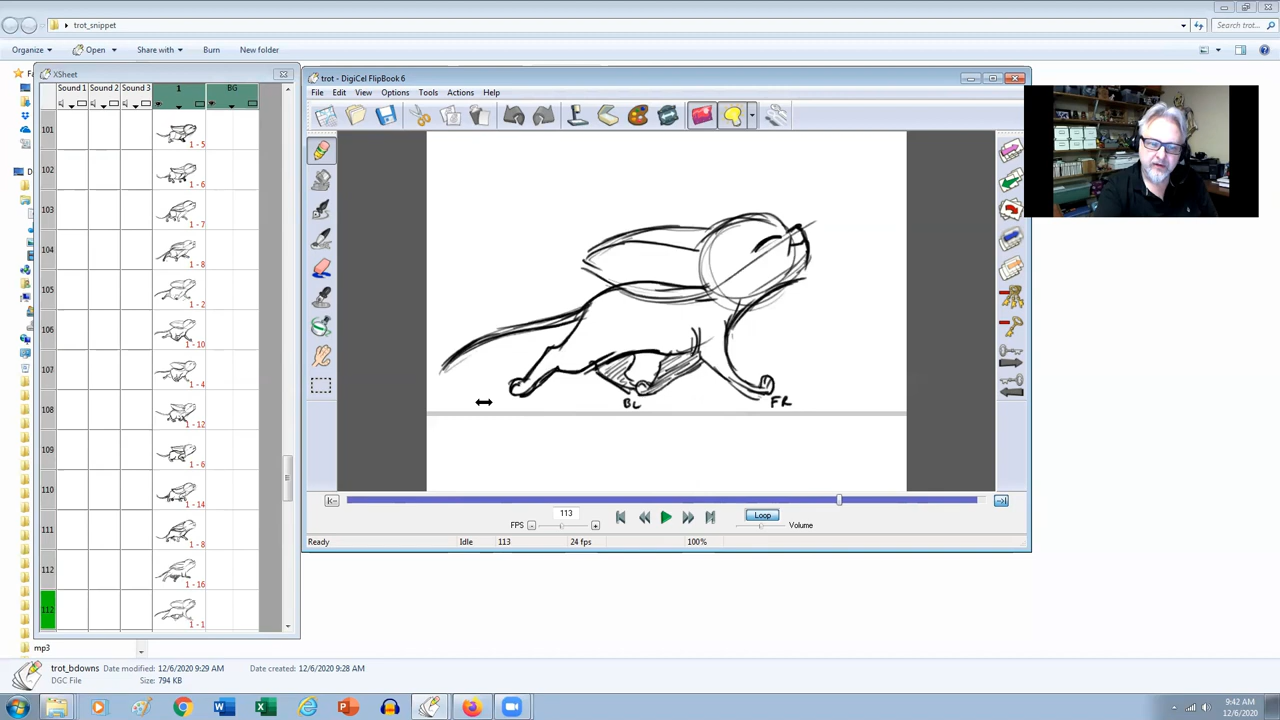 trot_snippet
Search trot...
Organize
Open
Share with
Burn
New folder
XSheet
Sound 1 Sound 2 Sound 3 1 BG
101 1 - 5
102 1 - 6
103 1 - 7
104 1 - 8
105 1 - 2
106 1 - 10
107 1 - 4
108 1 - 12
109 1 - 6
110 1 - 14
111 1 - 8
112 1 - 16
112 1 - 1
trot - DigiCel FlipBook 6
File Edit View Options Tools Actions Help
BL
FR
FPS 113 Loop Volume
Ready Idle 113 24 fps 100%
mp3
trot_bdowns Date modified: 12/6/2020 9:29 AM Date created: 12/6/2020 9:28 AM
DGC File Size: 794 KB
9:42 AM
12/6/2020